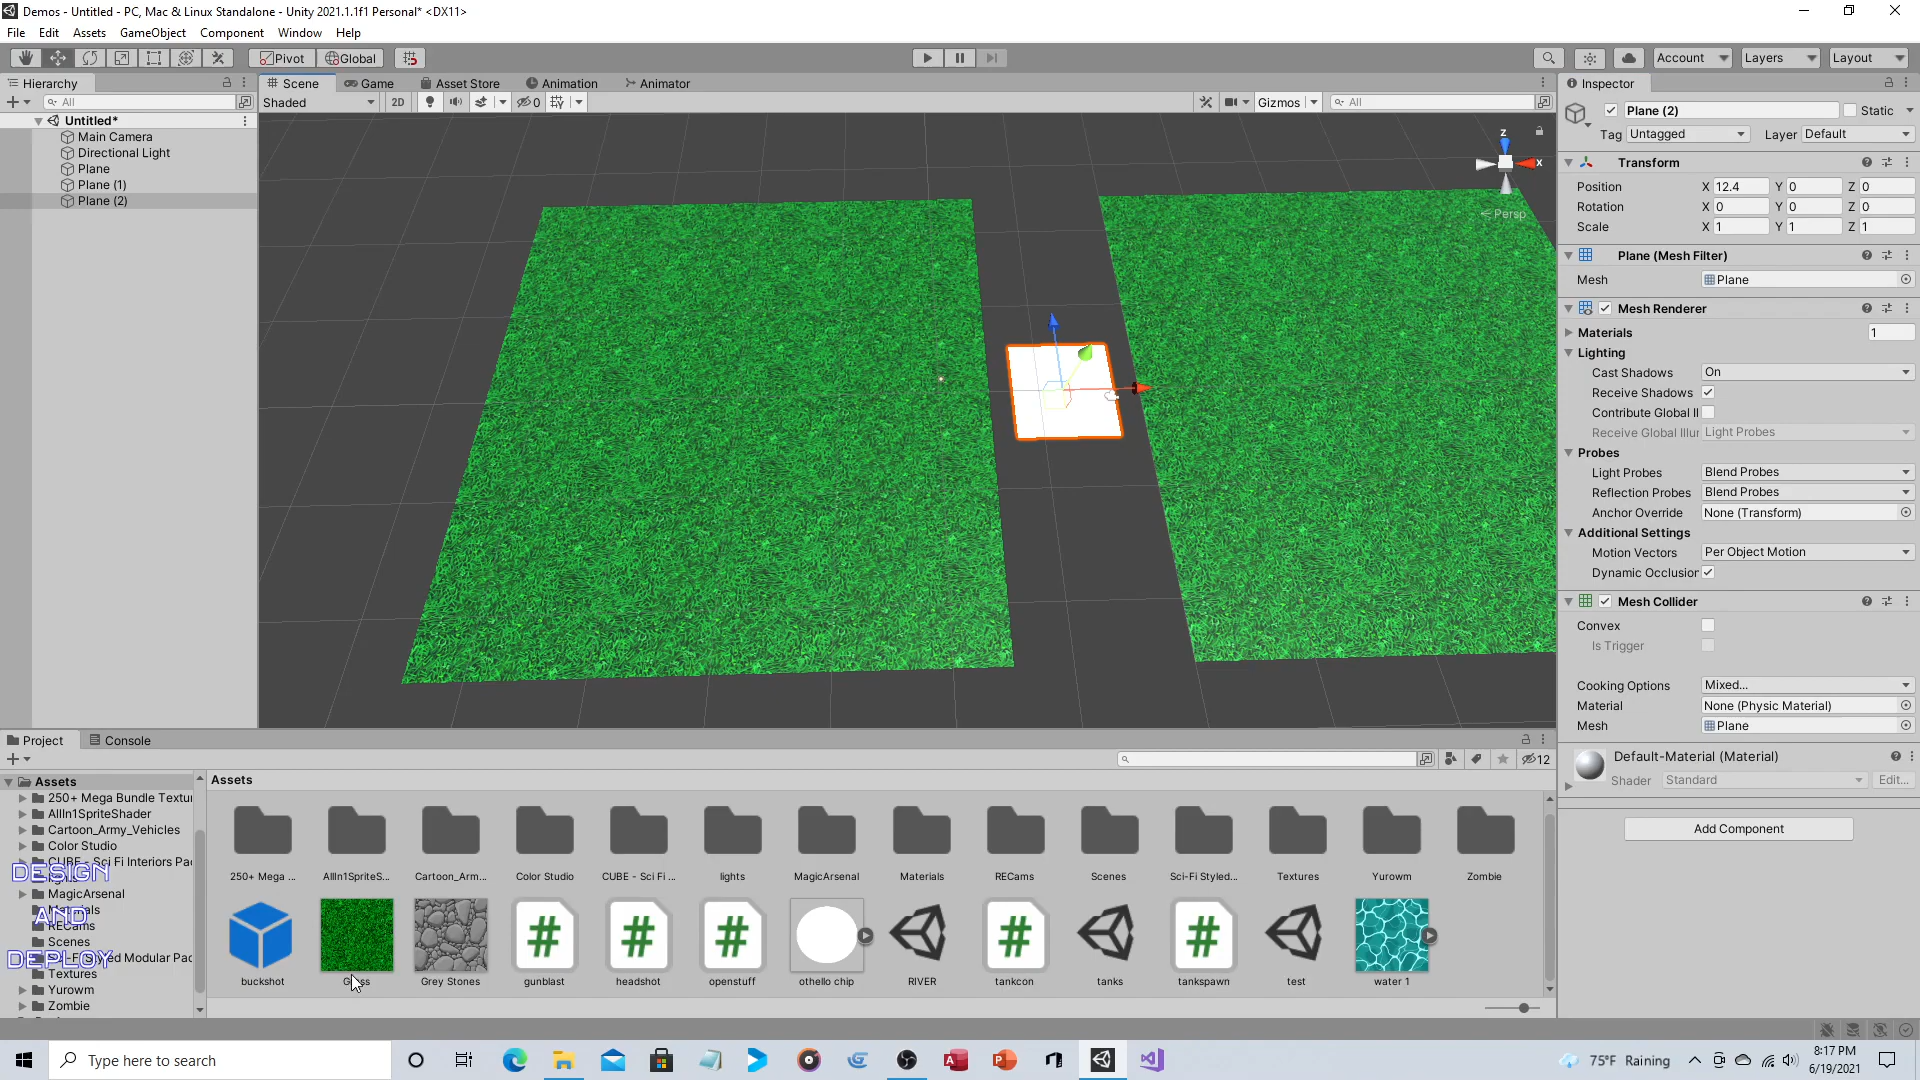 Demos - Untitled - PC, Mac & Linux Standalone - Unity 2021.1.1f1 Personal* <DX11>
File Edit Assets GameObject Component Window Help
Pivot Global Account Layers Layout
Hierarchy
All
Untitled*
Main Camera
Directional Light
Plane
Plane (1)
Plane (2)
Scene Game Asset Store Animation Animator
Shaded 2D 0 Gizmos All
z
x
Persp
Inspector
Plane (2) Static
Tag Untagged Layer Default
Transform
Position X 12.4 Y 0 Z 0
Rotation X 0 Y 0 Z 0
Scale X 1 Y 1 Z 1
Plane (Mesh Filter)
Mesh Plane
Mesh Renderer
Materials 1
Lighting
Cast Shadows On
Receive Shadows
Contribute Global Il
Receive Global Illur Light Probes
Probes
Light Probes Blend Probes
Reflection Probes Blend Probes
Anchor Override None (Transform)
Additional Settings
Motion Vectors Per Object Motion
Dynamic Occlusion
Mesh Collider
Convex
Is Trigger
Cooking Options Mixed...
Material None (Physic Material)
Mesh Plane
Default-Material (Material)
Shader Standard Edit...
Add Component
Project Console
12
Assets
250+ Mega Bundle Textur
AllIn1SpriteShader
Cartoon_Army_Vehicles
Color Studio
CUBE - Sci Fi Interiors Pac
MagicArsenal
RECams
Scenes
Textures
Yurowm
Zombie
DESIGN
AND
DEPLOY
Assets
250+ Mega ... AllIn1SpriteS... Cartoon_Arm... Color Studio CUBE - Sci Fi ... lights MagicArsenal Materials RECams Scenes Sci-Fi Styled... Textures Yurowm Zombie
buckshot Grey Stones gunblast headshot openstuff othello chip RIVER tankcon tanks tankspawn test water 1
Type here to search
75°F Raining
8:17 PM
6/19/2021